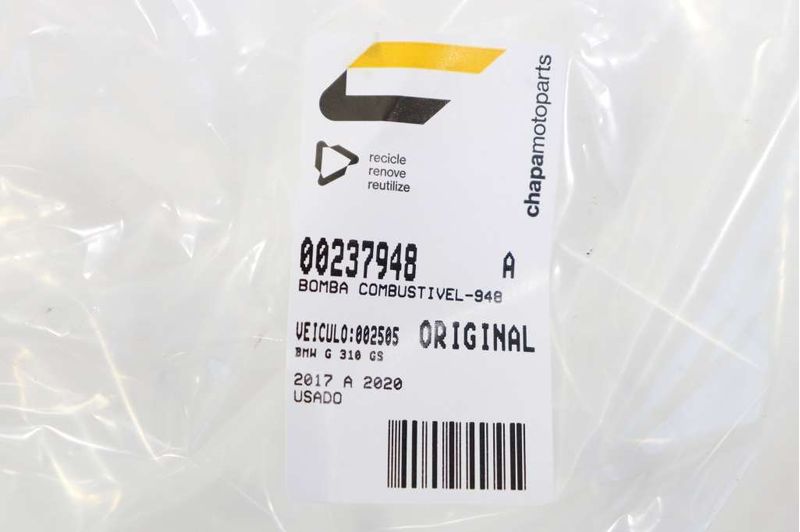 chapamotoparts
recicle
renove
reutilize
00237948 A
BOMBA COMBUSTIVEL-948
VEICULO:002505 ORIGINAL
BMW G 310 GS
2017 A 2020
USADO